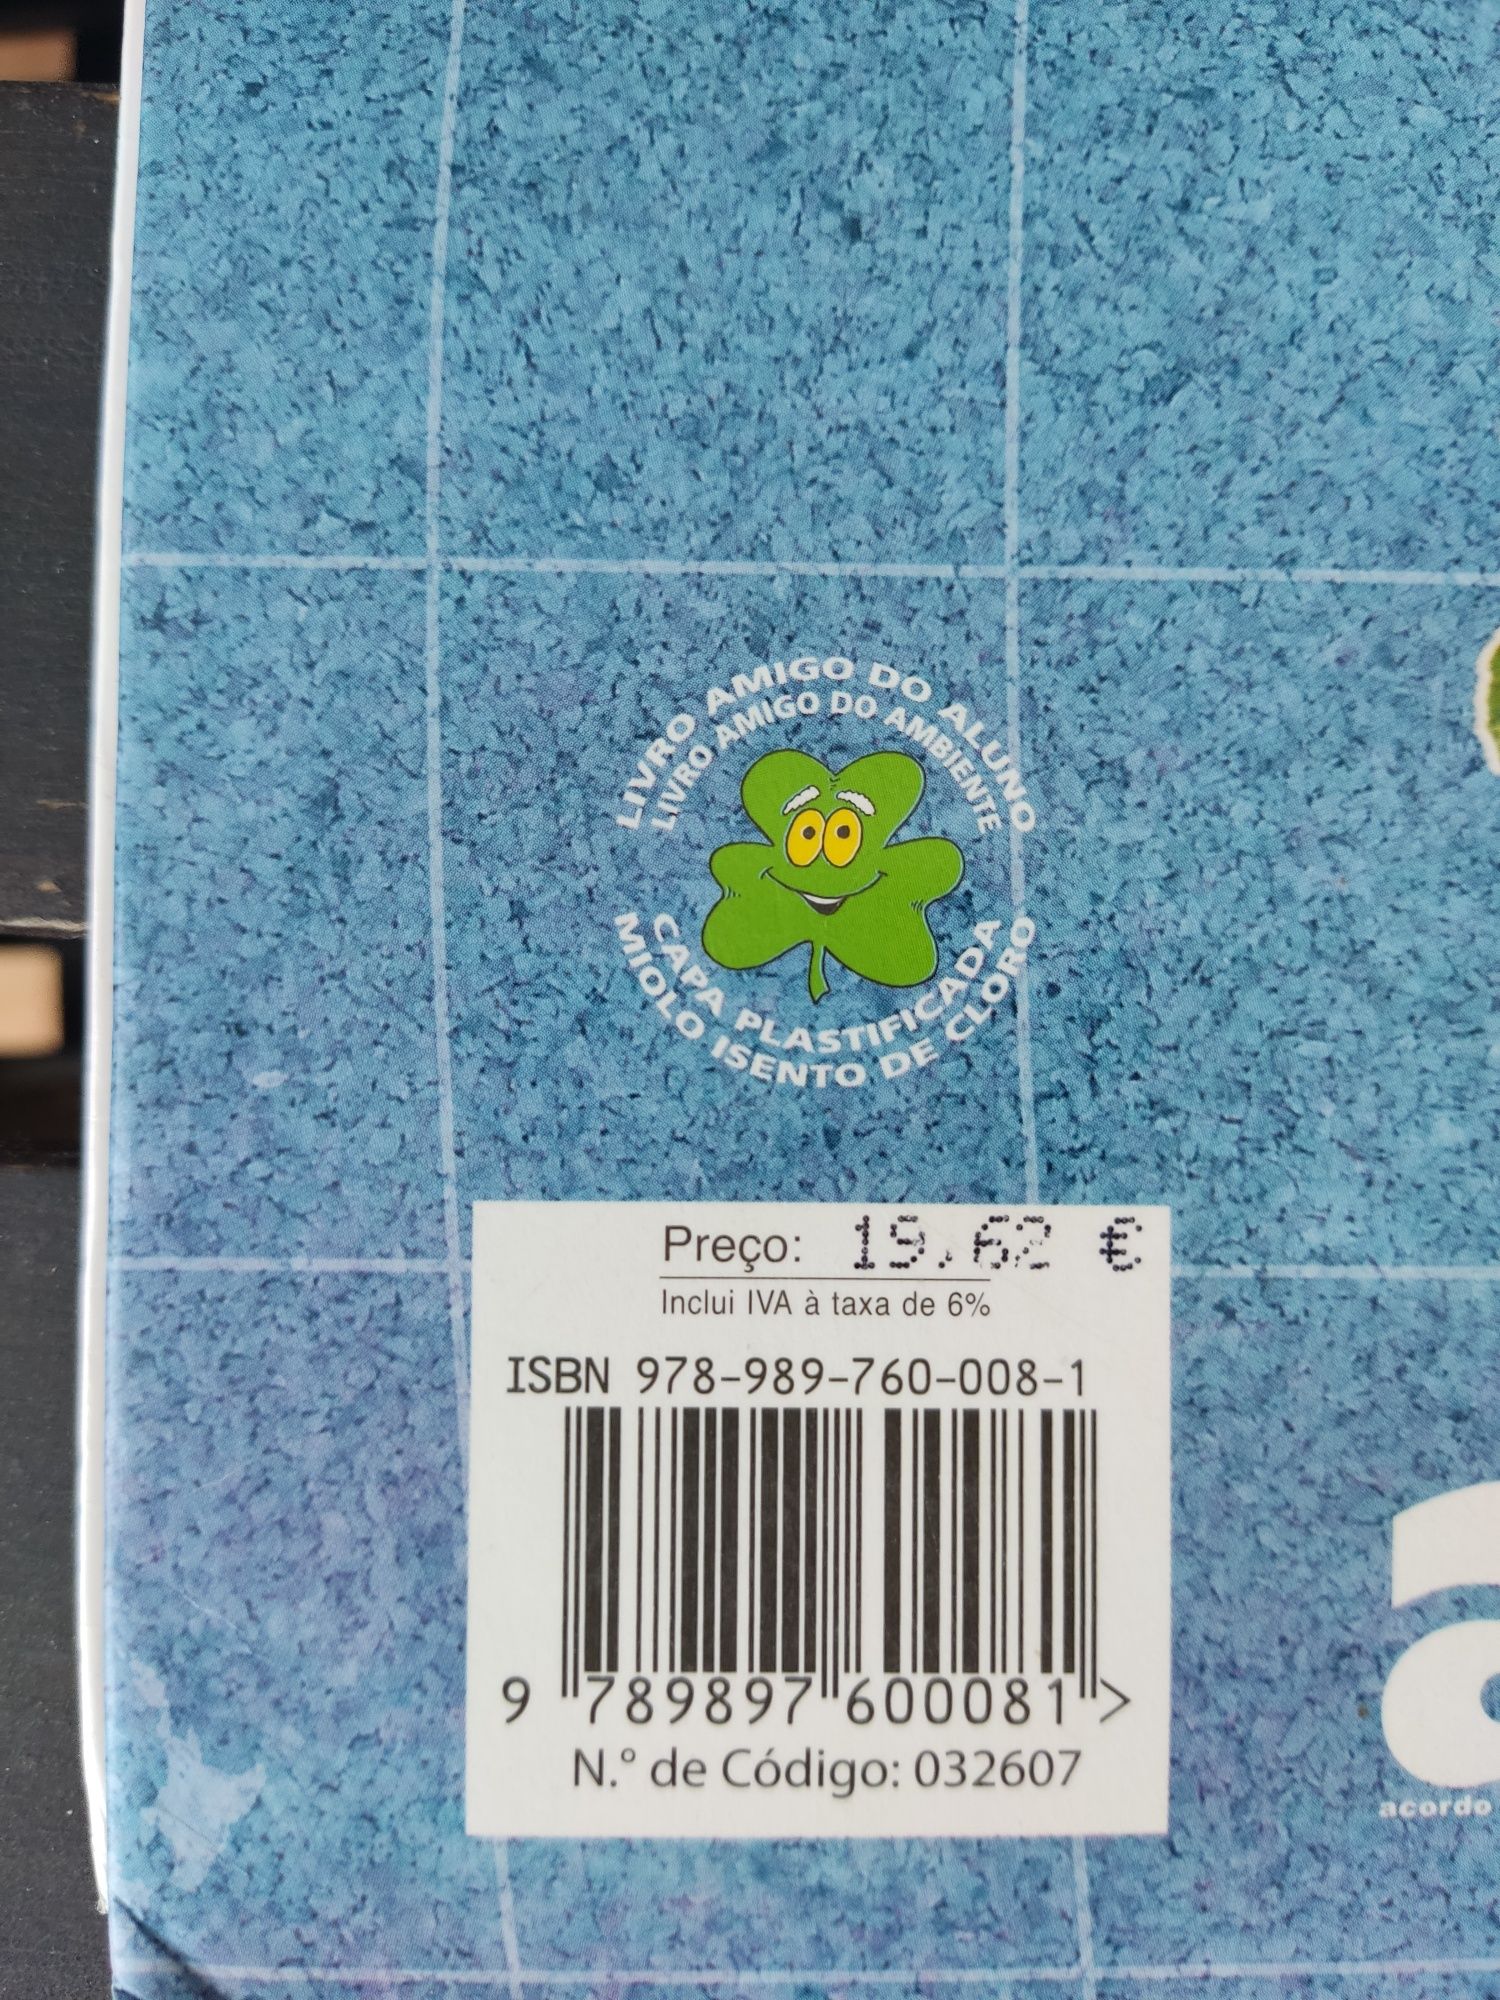 LIVRO AMIGO DO ALUNO
LIVRO AMIGO DO AMBIENTE
CAPA PLASTIFICADA
MIOLO ISENTO DE CLORO
Preço: 19,62 €
Inclui IVA à taxa de 6%
ISBN 978-989-760-008-1
9 789897 600081 >
N.º de Código: 032607
a
acordo